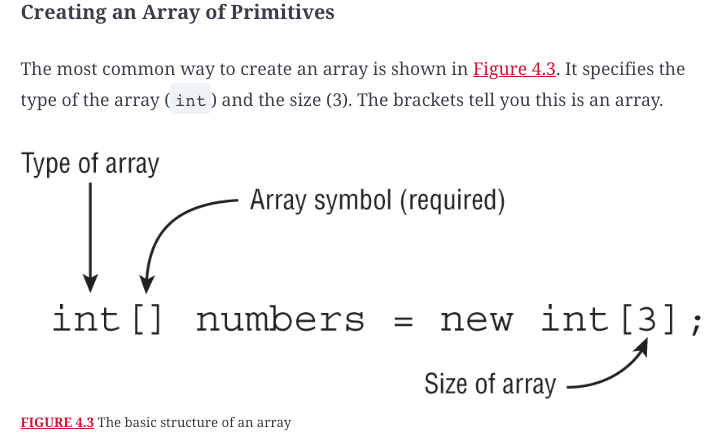 Creating an Array of Primitives
The most common way to create an array is shown in Figure 4.3. It specifies the
type of the array ( int ) and the size (3). The brackets tell you this is an array.
Type of array
Array symbol (required)
int[] numbers = new int[3];
Size of array
FIGURE 4.3 The basic structure of an array